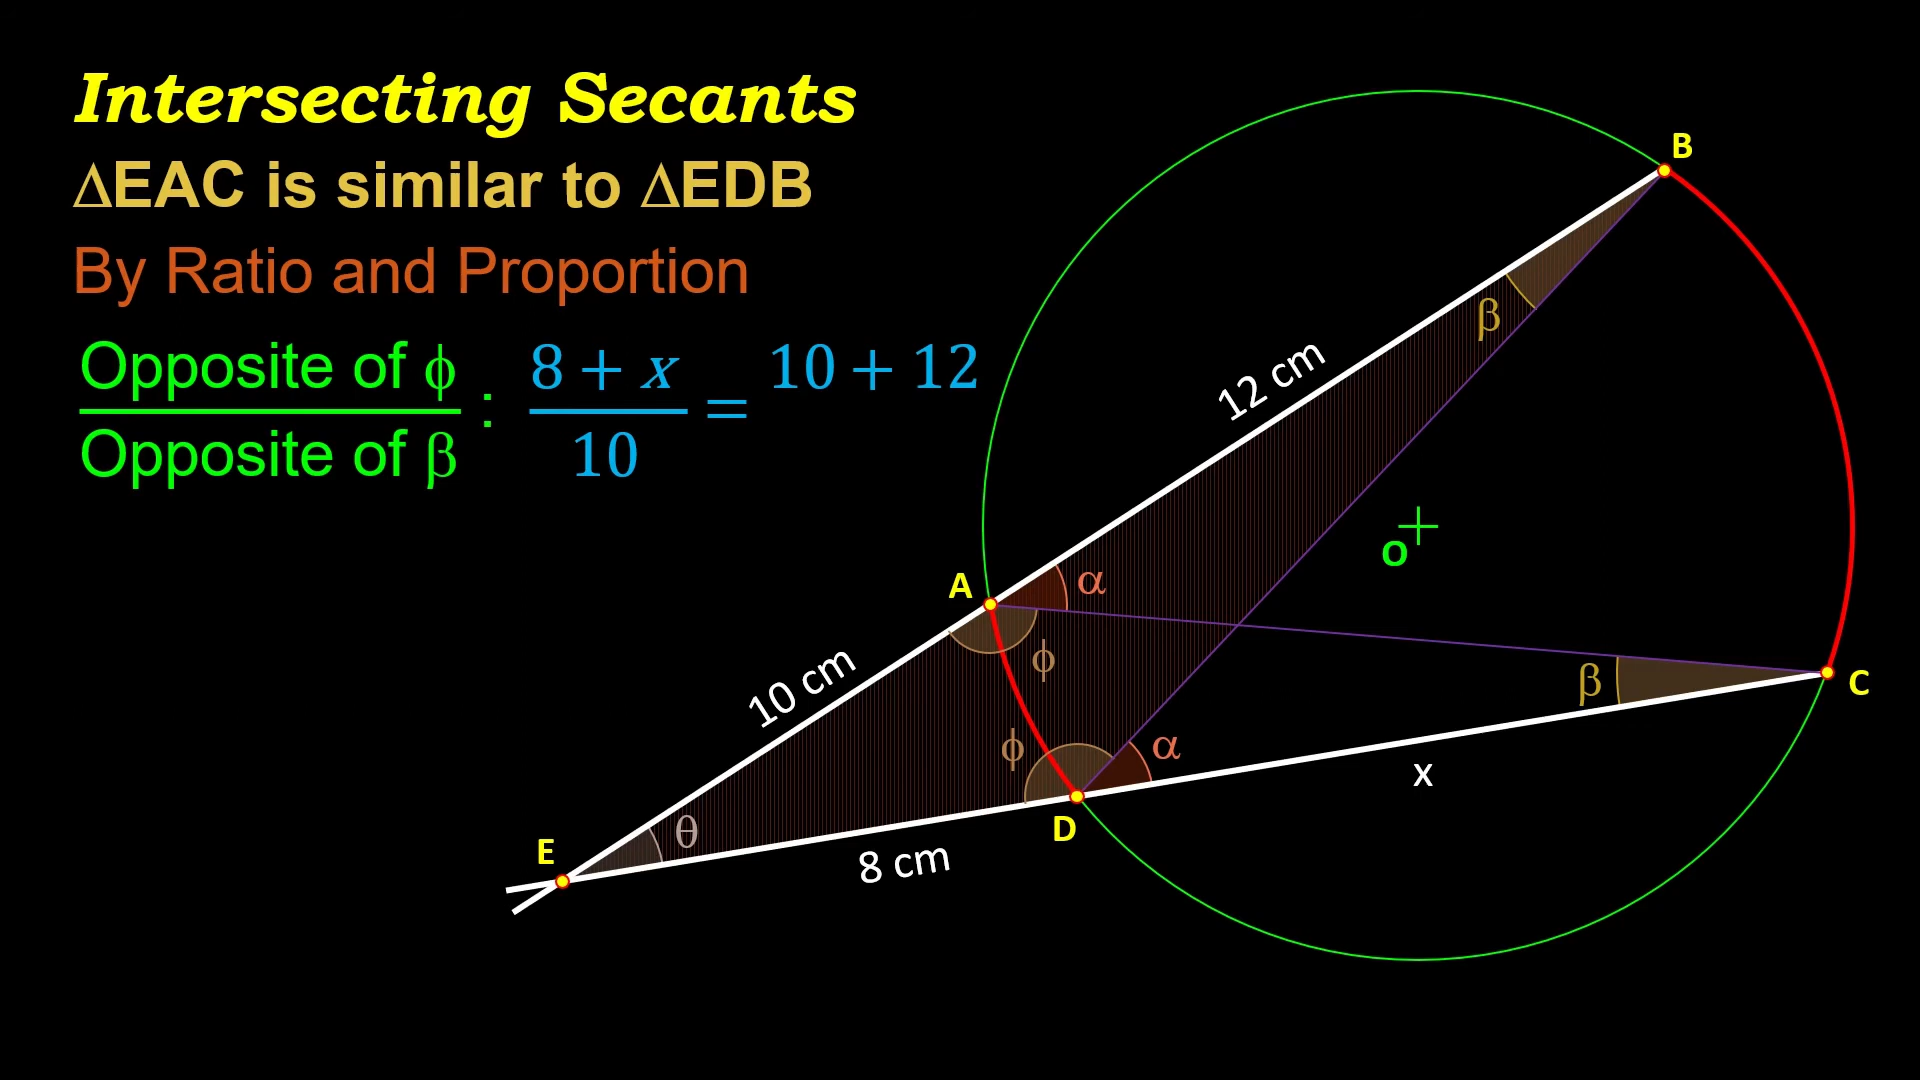 Intersecting Secants
ΔEAC is similar to ΔEDB
By Ratio and Proportion
Opposite of ϕ
Opposite of β
:
8 + x
10
=
10 + 12
B
β
12 cm
O
A
α
ϕ
10 cm
β
C
ϕ
α
x
D
θ
E
8 cm